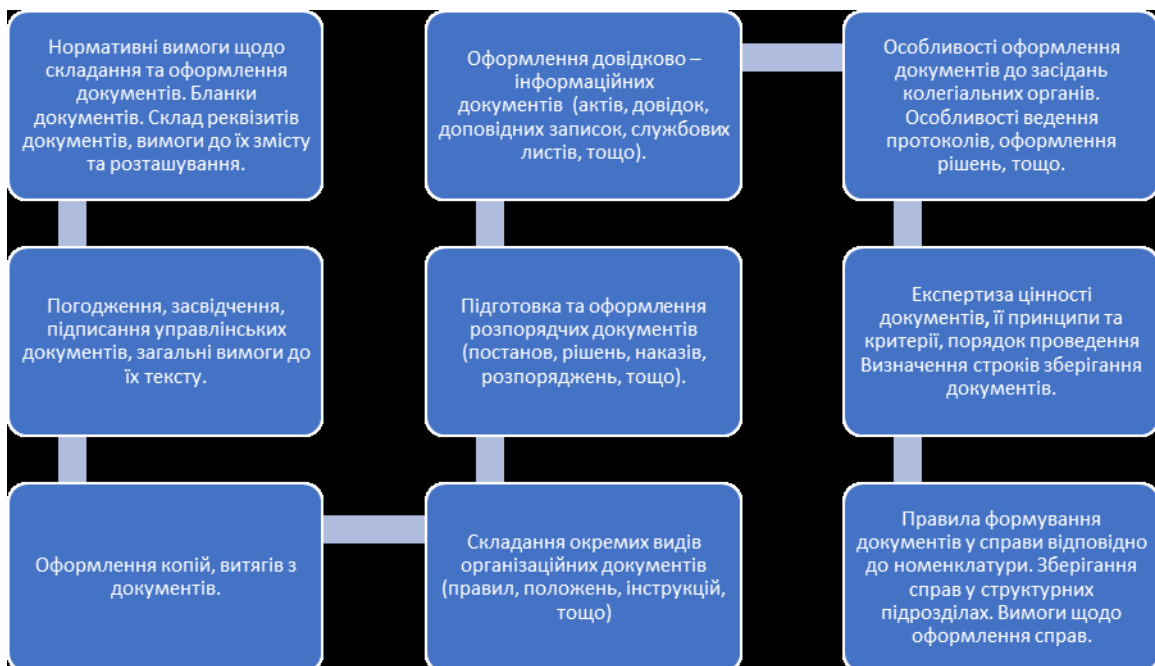 Нормативні вимоги щодо
складання та оформлення
документів. Бланки
документів. Склад реквізитів
документів, вимоги до їх змісту
та розташування.
Погодження, засвідчення,
підписання управлінських
документів, загальні вимоги до
їх тексту.
Оформлення копій, витягів з
документів.
Складання окремих видів
організаційних документів
(правил, положень, інструкцій,
тощо)
Підготовка та оформлення
розпорядчих документів
(постанов, рішень, наказів,
розпоряджень, тощо).
Оформлення довідково –
інформаційних
документів (актів, довідок,
доповідних записок, службових
листів, тощо).
Особливості оформлення
документів до засідань
колегіальних органів.
Особливості ведення
протоколів, оформлення
рішень, тощо.
Експертиза цінності
документів, її принципи та
критерії, порядок проведення
Визначення строків зберігання
документів.
Правила формування
документів у справи відповідно
до номенклатури. Зберігання
справ у структурних
підрозділах. Вимоги щодо
оформлення справ.